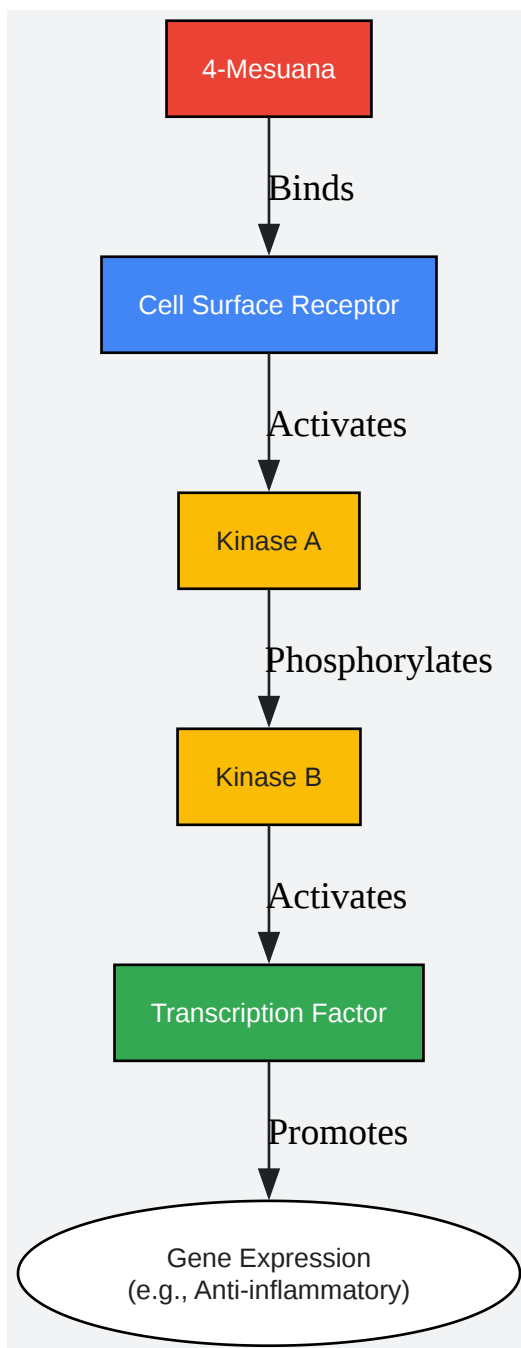 4-Mesuana
Binds
Cell Surface Receptor
Activates
Kinase A
Phosphorylates
Kinase B
Activates
Transcription Factor
Promotes
Gene Expression
(e.g., Anti-inflammatory)